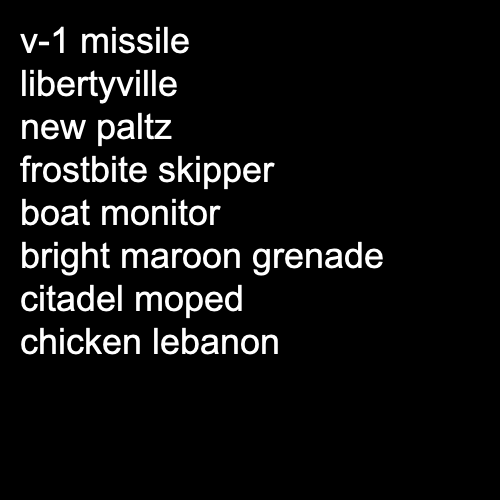 v-1 missile
libertyville
new paltz
frostbite skipper
boat monitor
bright maroon grenade
citadel moped
chicken lebanon